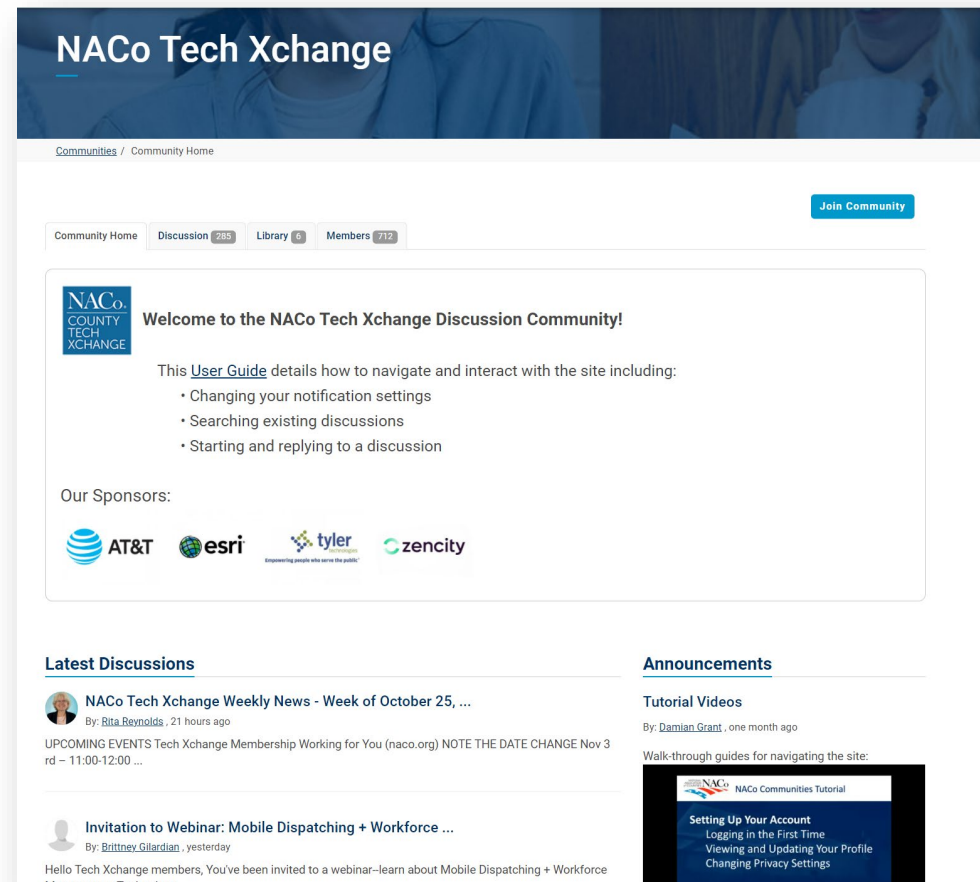 NACo Tech Xchange
Communities / Community Home
Join Community
Community Home Discussion 285 Library 6 Members 712
NACo.
COUNTY
TECH
XCHANGE
Welcome to the NACo Tech Xchange Discussion Community!
This User Guide details how to navigate and interact with the site including:
• Changing your notification settings
• Searching existing discussions
• Starting and replying to a discussion
Our Sponsors:
AT&T esri tyler technologies zencity
Empowering people who serve the public
Latest Discussions
NACo Tech Xchange Weekly News - Week of October 25, ...
By: Rita Reynolds , 21 hours ago
UPCOMING EVENTS Tech Xchange Membership Working for You (naco.org) NOTE THE DATE CHANGE Nov 3
rd – 11:00-12:00 ...
Invitation to Webinar: Mobile Dispatching + Workforce ...
By: Brittney Gilardian , yesterday
Hello Tech Xchange members, You've been invited to a webinar--learn about Mobile Dispatching + Workforce
Announcements
Tutorial Videos
By: Damian Grant , one month ago
Walk-through guides for navigating the site:
NACo NACo Communities Tutorial
Setting Up Your Account
Logging in the First Time
Viewing and Updating Your Profile
Changing Privacy Settings